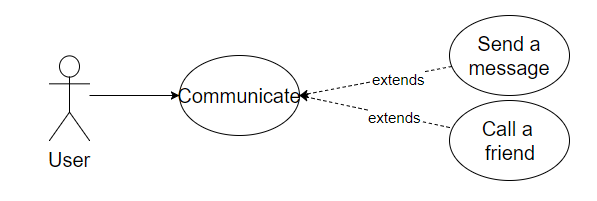 User
Communicate
extends
extends
Send a
message
Call a
friend